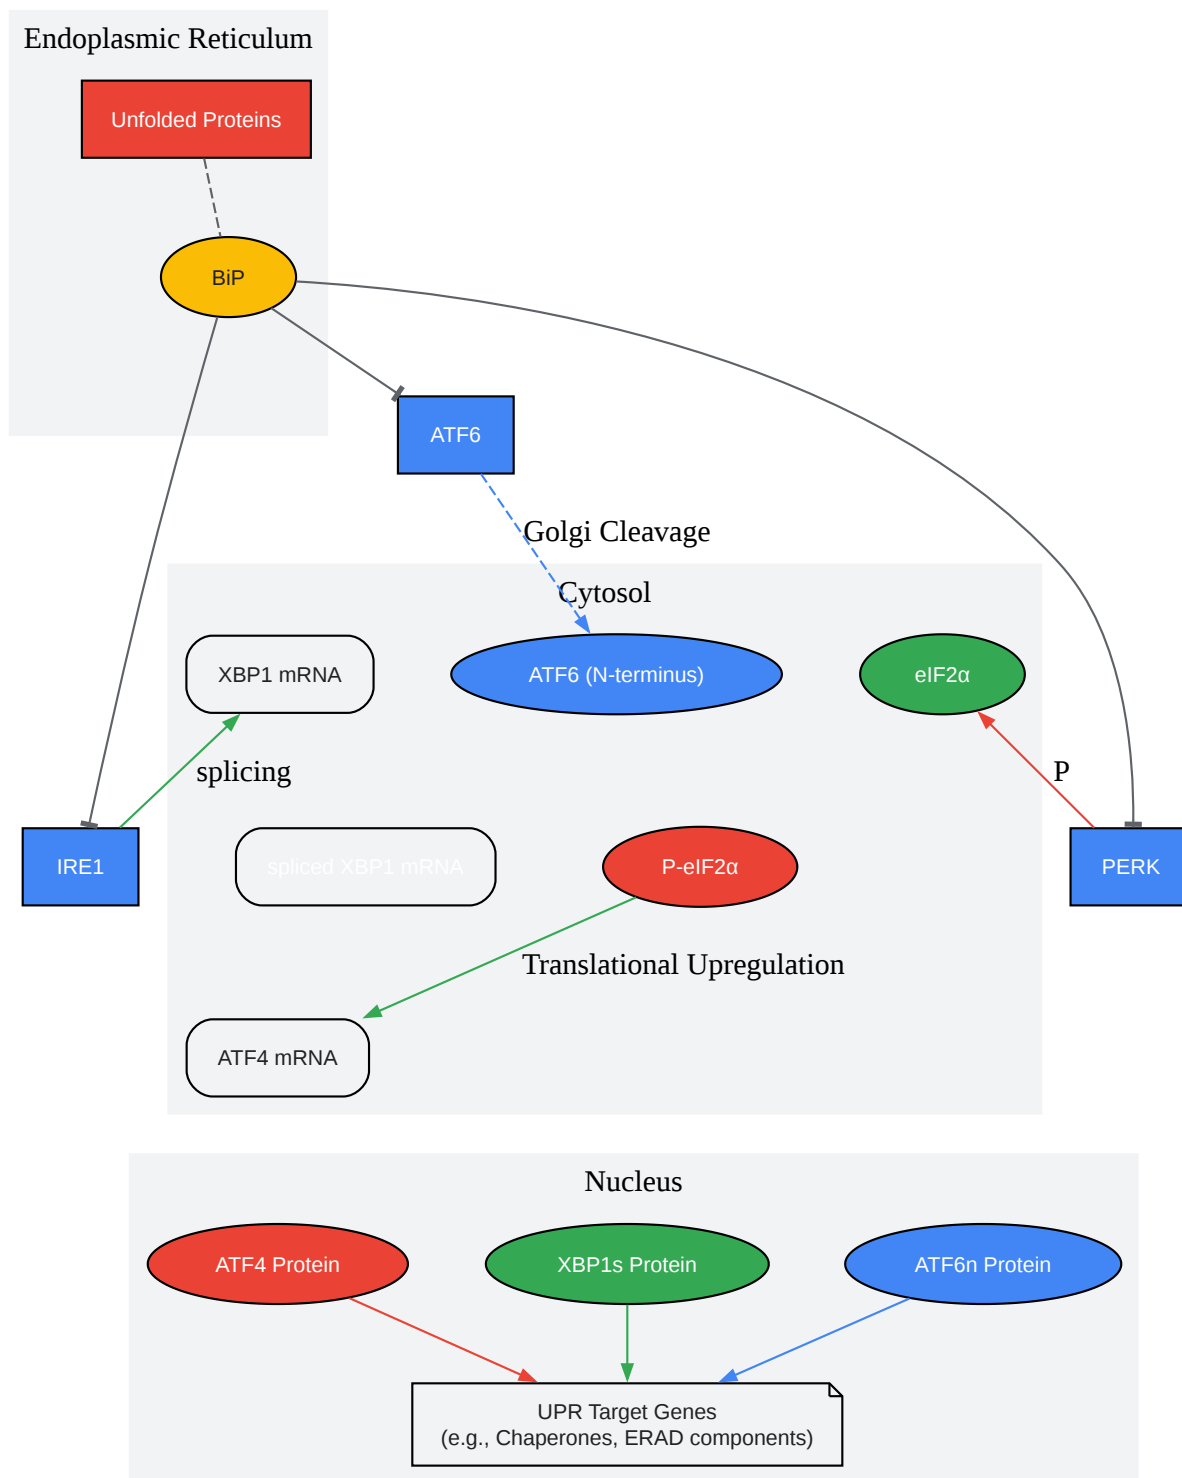 Endoplasmic Reticulum
Unfolded Proteins
BiP
ATF6
Golgi Cleavage
Cytosol
XBP1 mRNA
ATF6 (N-terminus)
eIF2α
splicing
P
IRE1
spliced XBP1 mRNA
P-eIF2α
PERK
Translational Upregulation
ATF4 mRNA
Nucleus
ATF4 Protein
XBP1s Protein
ATF6n Protein
UPR Target Genes
(e.g., Chaperones, ERAD components)